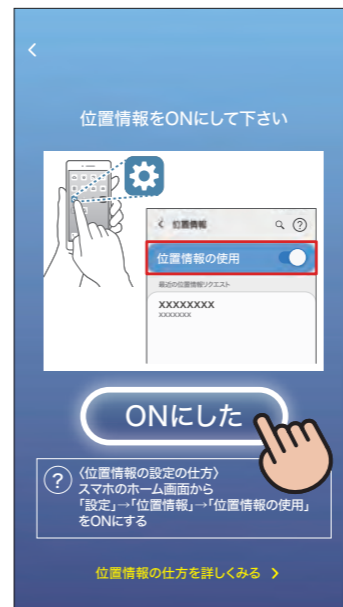 位置情報をONにして下さい
位置情報
位置情報の使用
最近の位置情報リクエスト
XXXXXXXX
XXXXXXX
ONにした
〈位置情報の設定の仕方〉
スマホのホーム画面から
「設定」→「位置情報」→「位置情報の使用」
をONにする
位置情報の仕方を詳しくみる